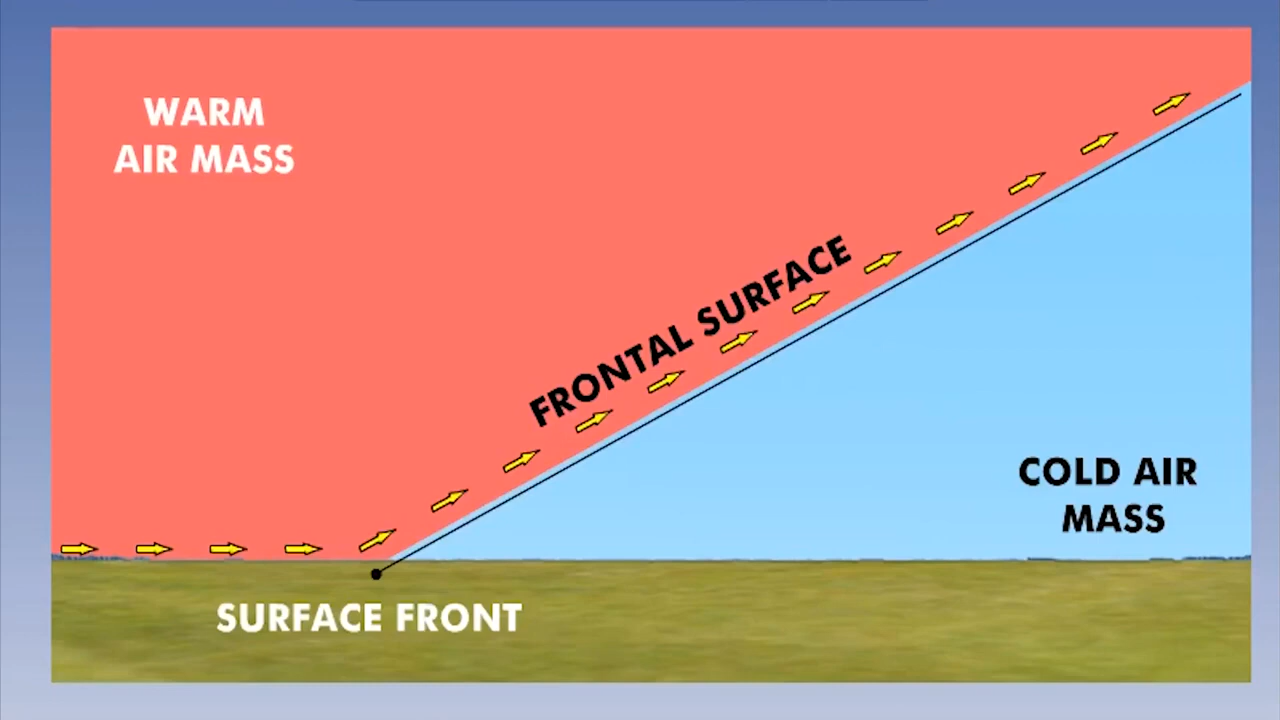 WARM
AIR MASS
FRONTAL SURFACE
COLD AIR
MASS
SURFACE FRONT